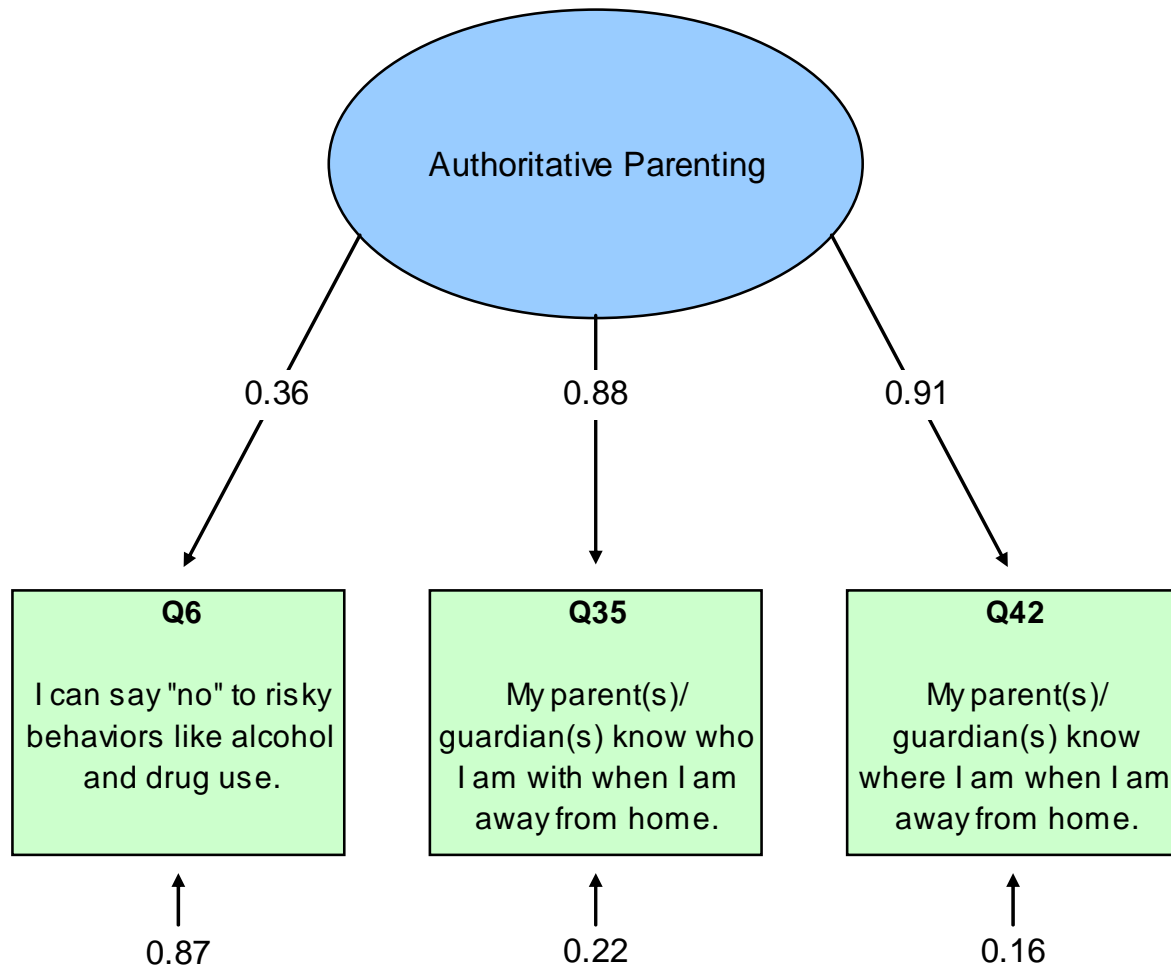 Authoritative Parenting
0.36
0.88
0.91
Q6
I can say "no" to risky
behaviors like alcohol
and drug use.
Q35
My parent(s)/
guardian(s) know who
I am with when I am
away from home.
Q42
My parent(s)/
guardian(s) know
where I am when I am
away from home.
0.87
0.22
0.16